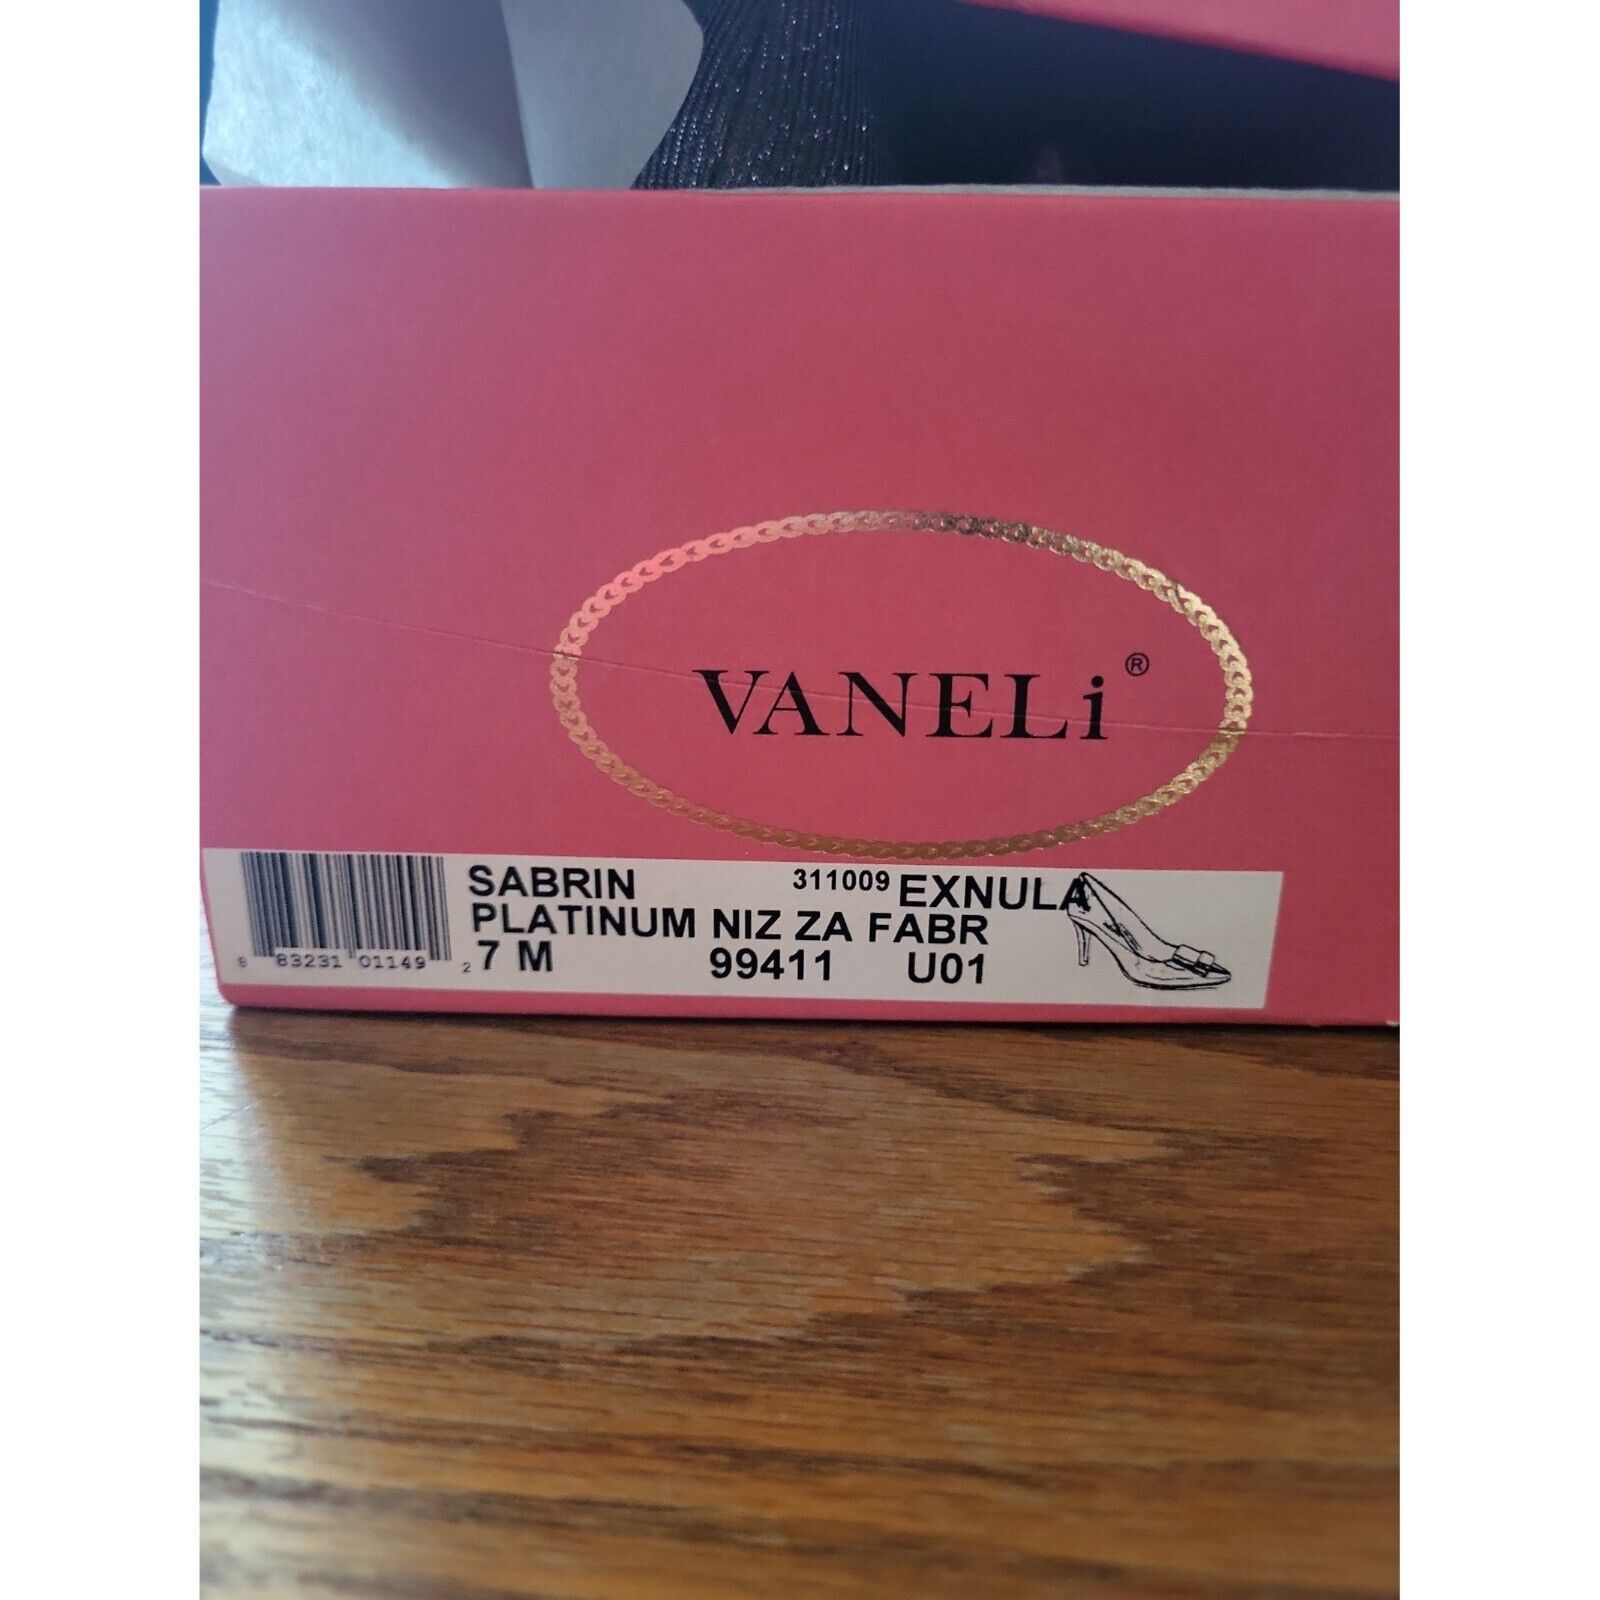 VANELi ®
SABRIN 311009 EXNULA
PLATINUM NIZ ZA FABR
7 M 99411 U01
8 83231 01149 2